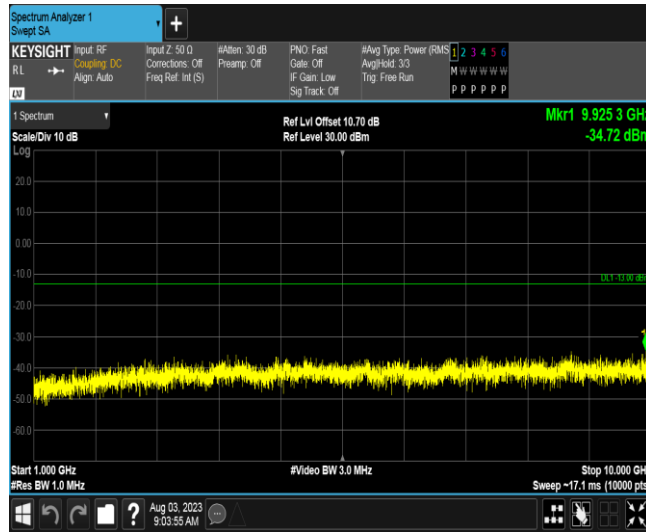 Spectrum Analyzer 1
Swept SA
+
KEYSIGHT
RL
LXI
Input: RF
Coupling: DC
Align: Auto
Input Z: 50 Ω
Corrections: Off
Freq Ref: Int (S)
#Atten: 30 dB
Preamp: Off
PNO: Fast
Gate: Off
IF Gain: Low
Sig Track: Off
#Avg Type: Power (RMS
Avg|Hold: 3/3
Trig: Free Run
1 2 3 4 5 6
M W W W W W
P P P P P P
1 Spectrum
Scale/Div 10 dB
Log
Ref Lvl Offset 10.70 dB
Ref Level 30.00 dBm
Mkr1 9.925 3 GHz
-34.72 dBm
20.0
10.0
0.00
-10.0
DL1 -13.00 dBm
-20.0
-30.0
1
-40.0
-50.0
-60.0
Start 1.000 GHz
#Res BW 1.0 MHz
#Video BW 3.0 MHz
Stop 10.000 GHz
Sweep ~17.1 ms (10000 pts
?
Aug 03, 2023
9:03:55 AM